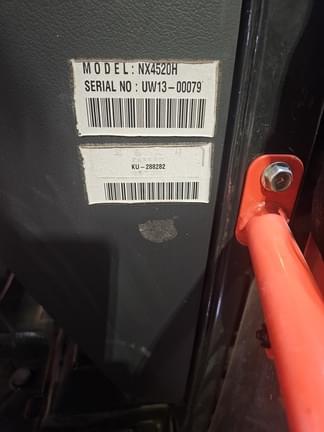 MODEL: NX4520H
SERIAL NO : UW13-00079
KU-288282